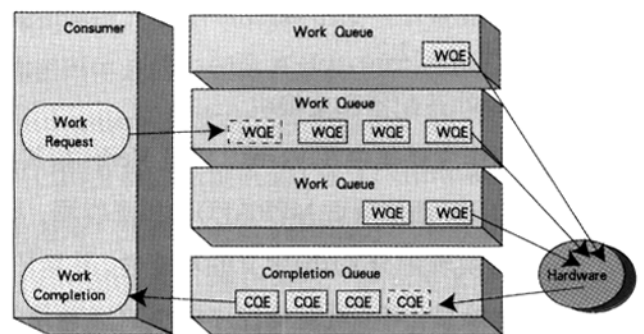 Consumer
Work Queue
WQE
Work Queue
Work
Request
WQE WQE WQE WQE
Work Queue
WQE WQE
Hardware
Completion Queue
Work
Completion
CQE CQE CQE CQE